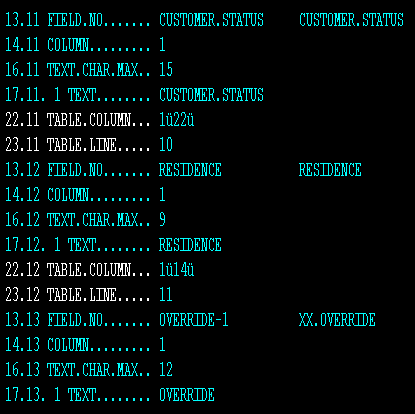 13.11 FIELD.NO....... CUSTOMER.STATUS CUSTOMER.STATUS
14.11 COLUMN......... 1
16.11 TEXT.CHAR.MAX.. 15
17.11. 1 TEXT........ CUSTOMER.STATUS
22.11 TABLE.COLUMN... 1ü22ü
23.11 TABLE.LINE..... 10
13.12 FIELD.NO....... RESIDENCE RESIDENCE
14.12 COLUMN......... 1
16.12 TEXT.CHAR.MAX.. 9
17.12. 1 TEXT........ RESIDENCE
22.12 TABLE.COLUMN... 1ü14ü
23.12 TABLE.LINE..... 11
13.13 FIELD.NO....... OVERRIDE-1 XX.OVERRIDE
14.13 COLUMN......... 1
16.13 TEXT.CHAR.MAX.. 12
17.13. 1 TEXT........ OVERRIDE